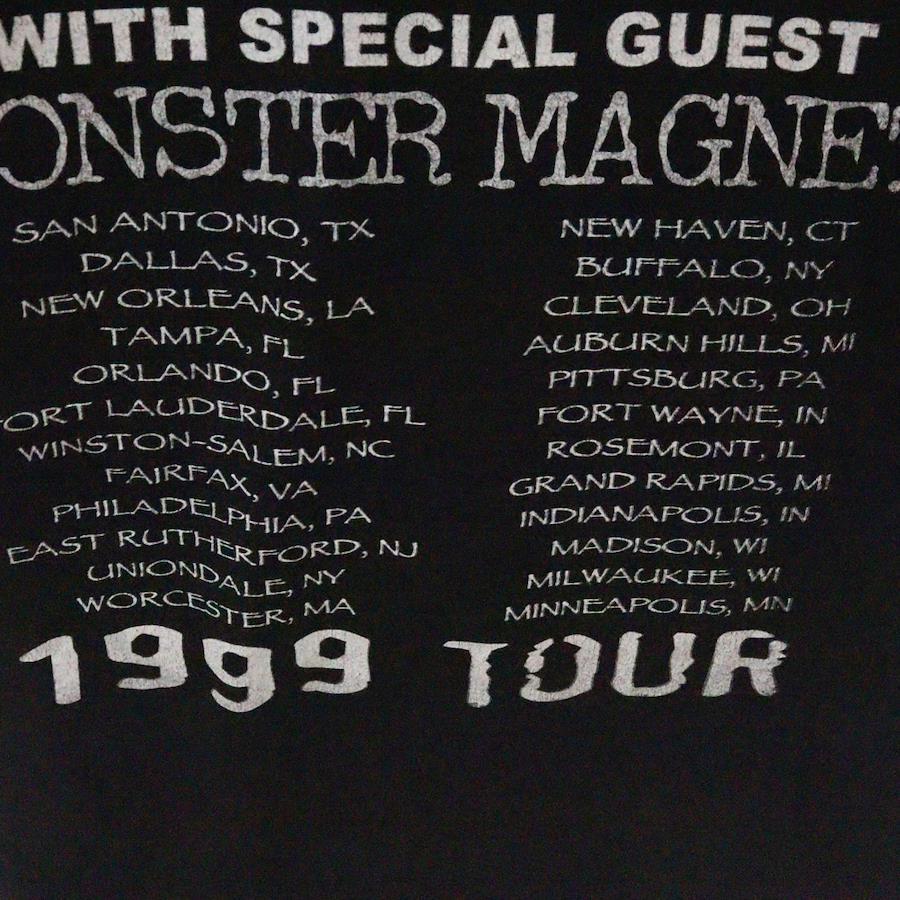 WITH SPECIAL GUEST
ONSTER MAGNE
SAN ANTONIO, TX
DALLAS, TX
NEW ORLEANS, LA
TAMPA, FL
ORLANDO, FL
FORT LAUDERDALE, FL
WINSTON-SALEM, NC
FAIRFAX, VA
PHILADELPHIA, PA
EAST RUTHERFORD, NJ
UNIONDALE, NY
WORCESTER, MA
NEW HAVEN, CT
BUFFALO, NY
CLEVELAND, OH
AUBURN HILLS, MI
PITTSBURG, PA
FORT WAYNE, IN
ROSEMONT, IL
GRAND RAPIDS, MI
INDIANAPOLIS, IN
MADISON, WI
MILWAUKEE, WI
MINNEAPOLIS, MN
1999 TOUR